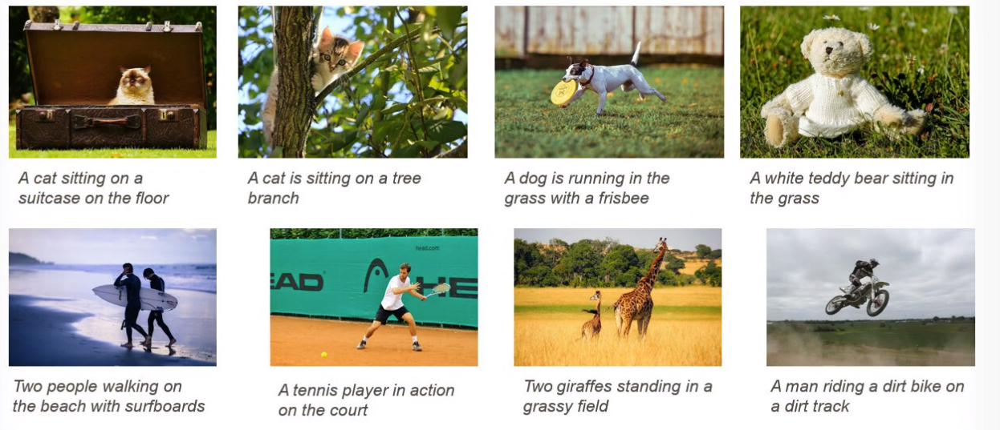 A cat sitting on a
suitcase on the floor
A cat is sitting on a tree
branch
A dog is running in the
grass with a frisbee
A white teddy bear sitting in
the grass
head.com
EAD
HE
Two people walking on
the beach with surfboards
A tennis player in action
on the court
Two giraffes standing in a
grassy field
A man riding a dirt bike on
a dirt track